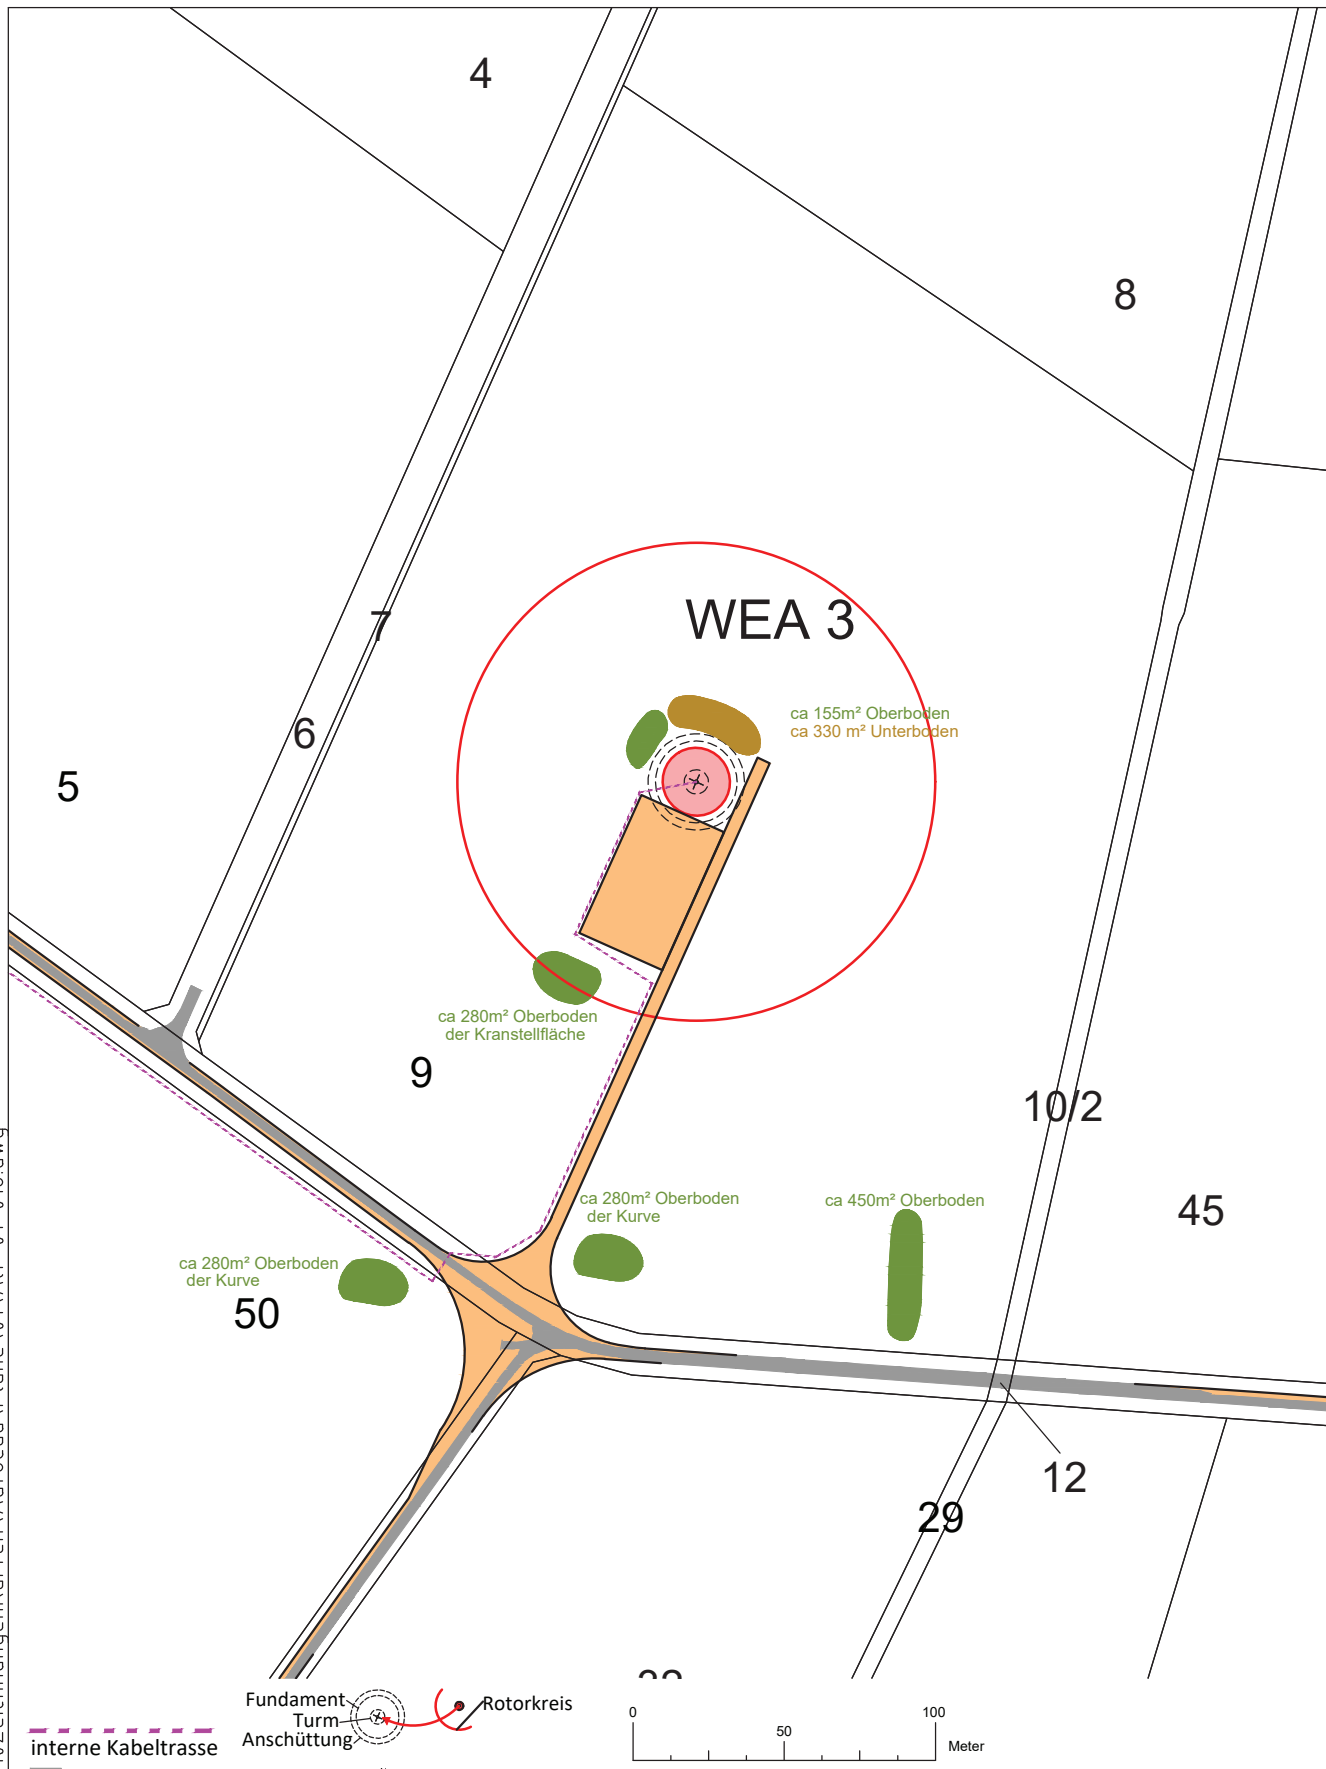 4
8
WEA 3
7
ca 155m² Oberboden
ca 330 m² Unterboden
6
5
ca 280m² Oberboden
der Kranstellfläche
9
10/2
ca 280m² Oberboden
der Kurve
ca 450m² Oberboden
45
ca 280m² Oberboden
der Kurve
50
12
29
Fundament
Turm
Anschüttung
Rotorkreis
interne Kabeltrasse
0
50
100
Meter